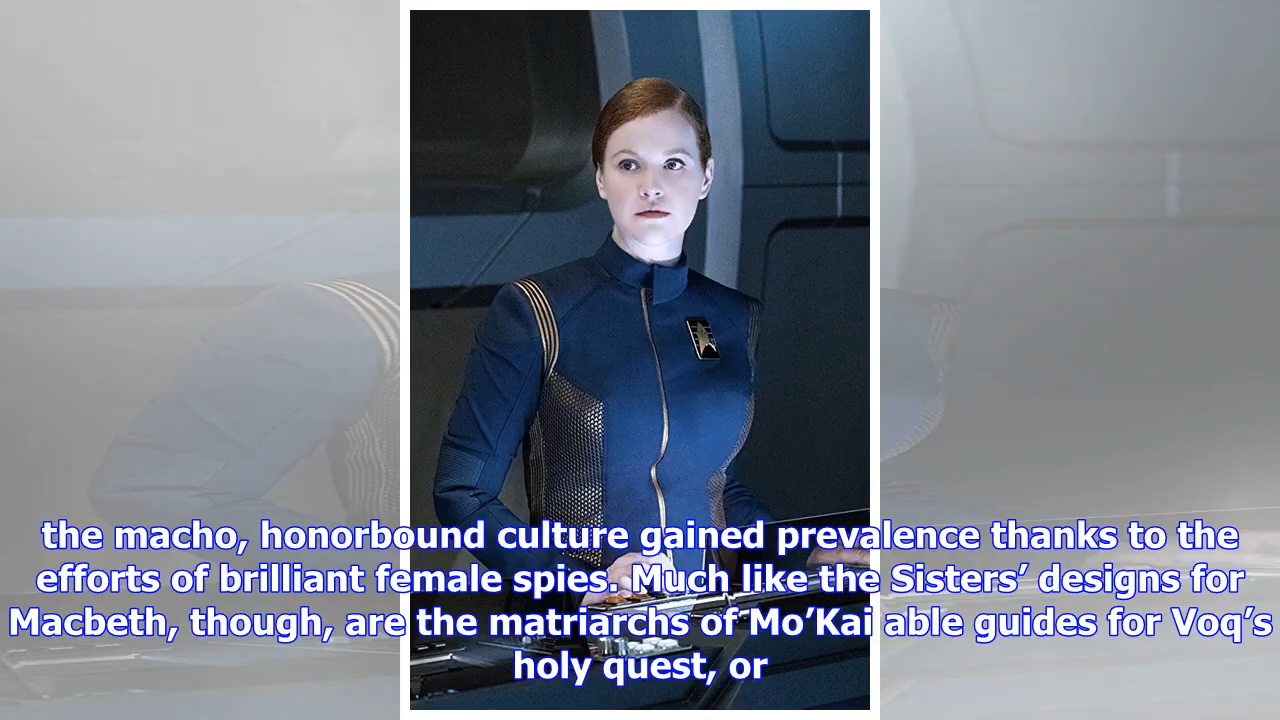 the macho, honorbound culture gained prevalence thanks to the
efforts of brilliant female spies. Much like the Sisters’ designs for
Macbeth, though, are the matriarchs of Mo’Kai able guides for Voq’s
holy quest, or